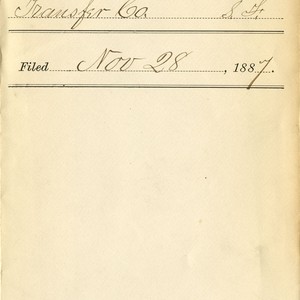 Transfer Co. S. F.
Filed Nov 28, 1887.